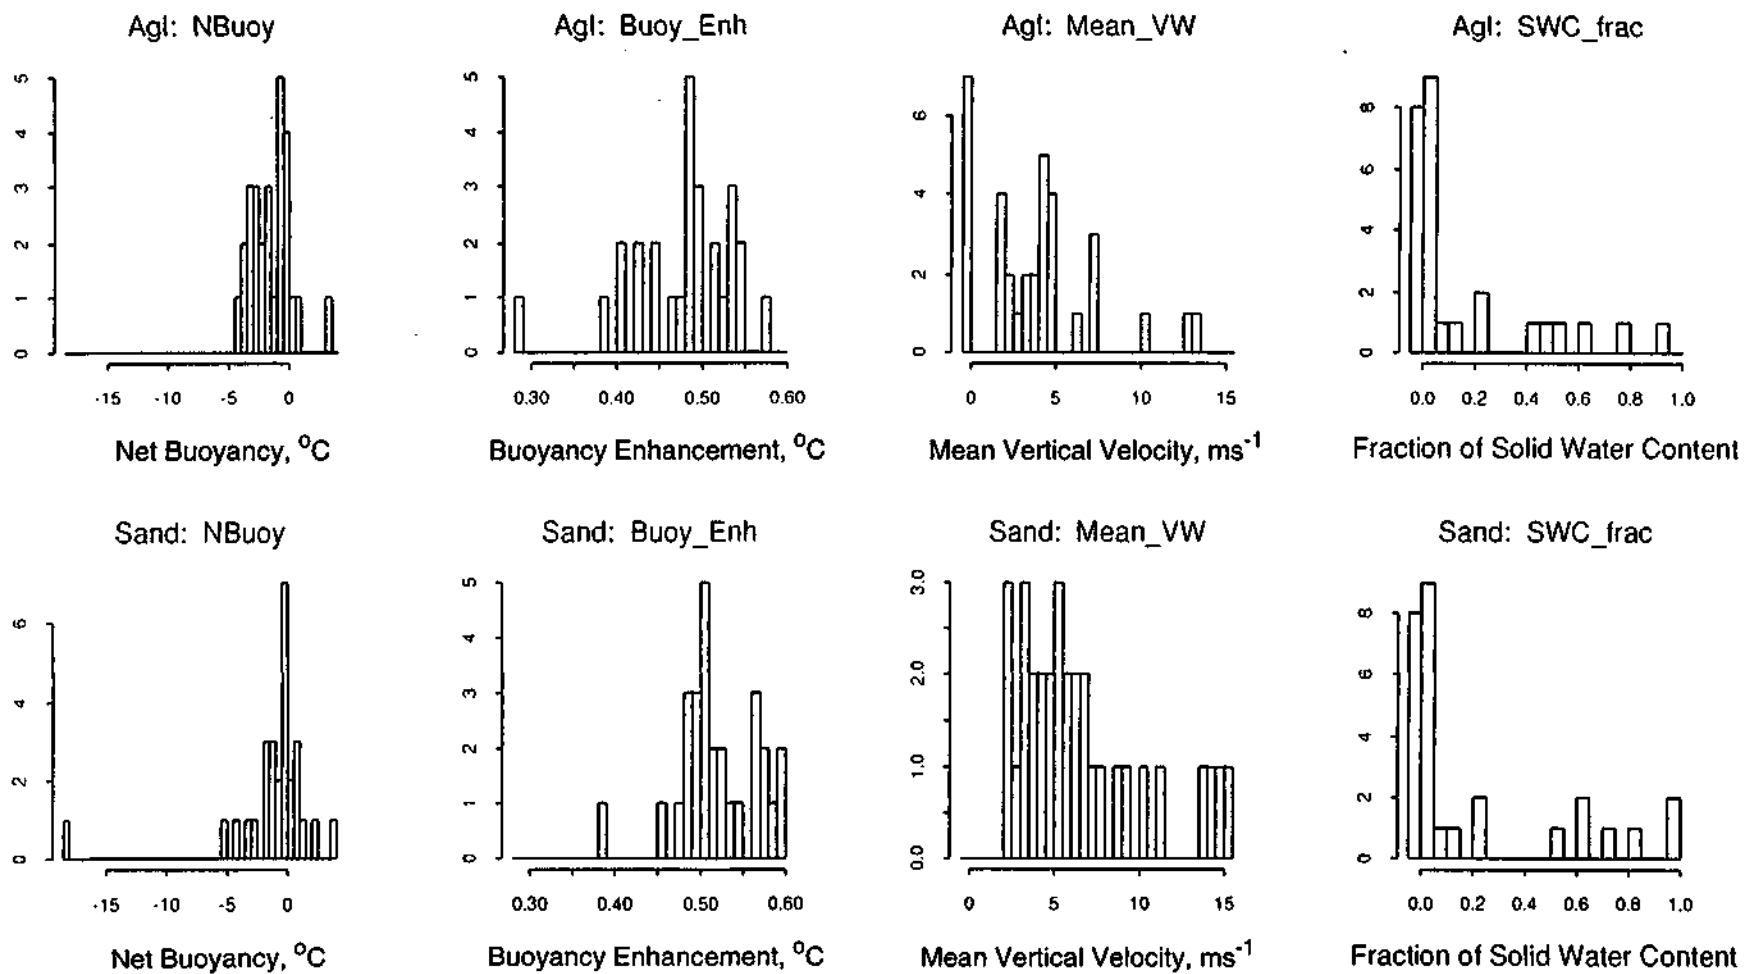 Agl: NBuoy
Agl: Buoy_Enh
Agl: Mean_VW
Agl: SWC_frac
5
4
3
2
1
0
-15 -10 -5 0
Net Buoyancy, °C
5
4
3
2
1
0
0.30 0.40 0.50 0.60
Buoyancy Enhancement, °C
6
4
2
0
0 5 10 15
Mean Vertical Velocity, ms⁻¹
8
6
4
2
0
0.0 0.2 0.4 0.6 0.8 1.0
Fraction of Solid Water Content
Sand: NBuoy
Sand: Buoy_Enh
Sand: Mean_VW
Sand: SWC_frac
6
4
2
0
-15 -10 -5 0
Net Buoyancy, °C
5
4
3
2
1
0
0.30 0.40 0.50 0.60
Buoyancy Enhancement, °C
3.0
2.0
1.0
0.0
0 5 10 15
Mean Vertical Velocity, ms⁻¹
8
6
4
2
0
0.0 0.2 0.4 0.6 0.8 1.0
Fraction of Solid Water Content